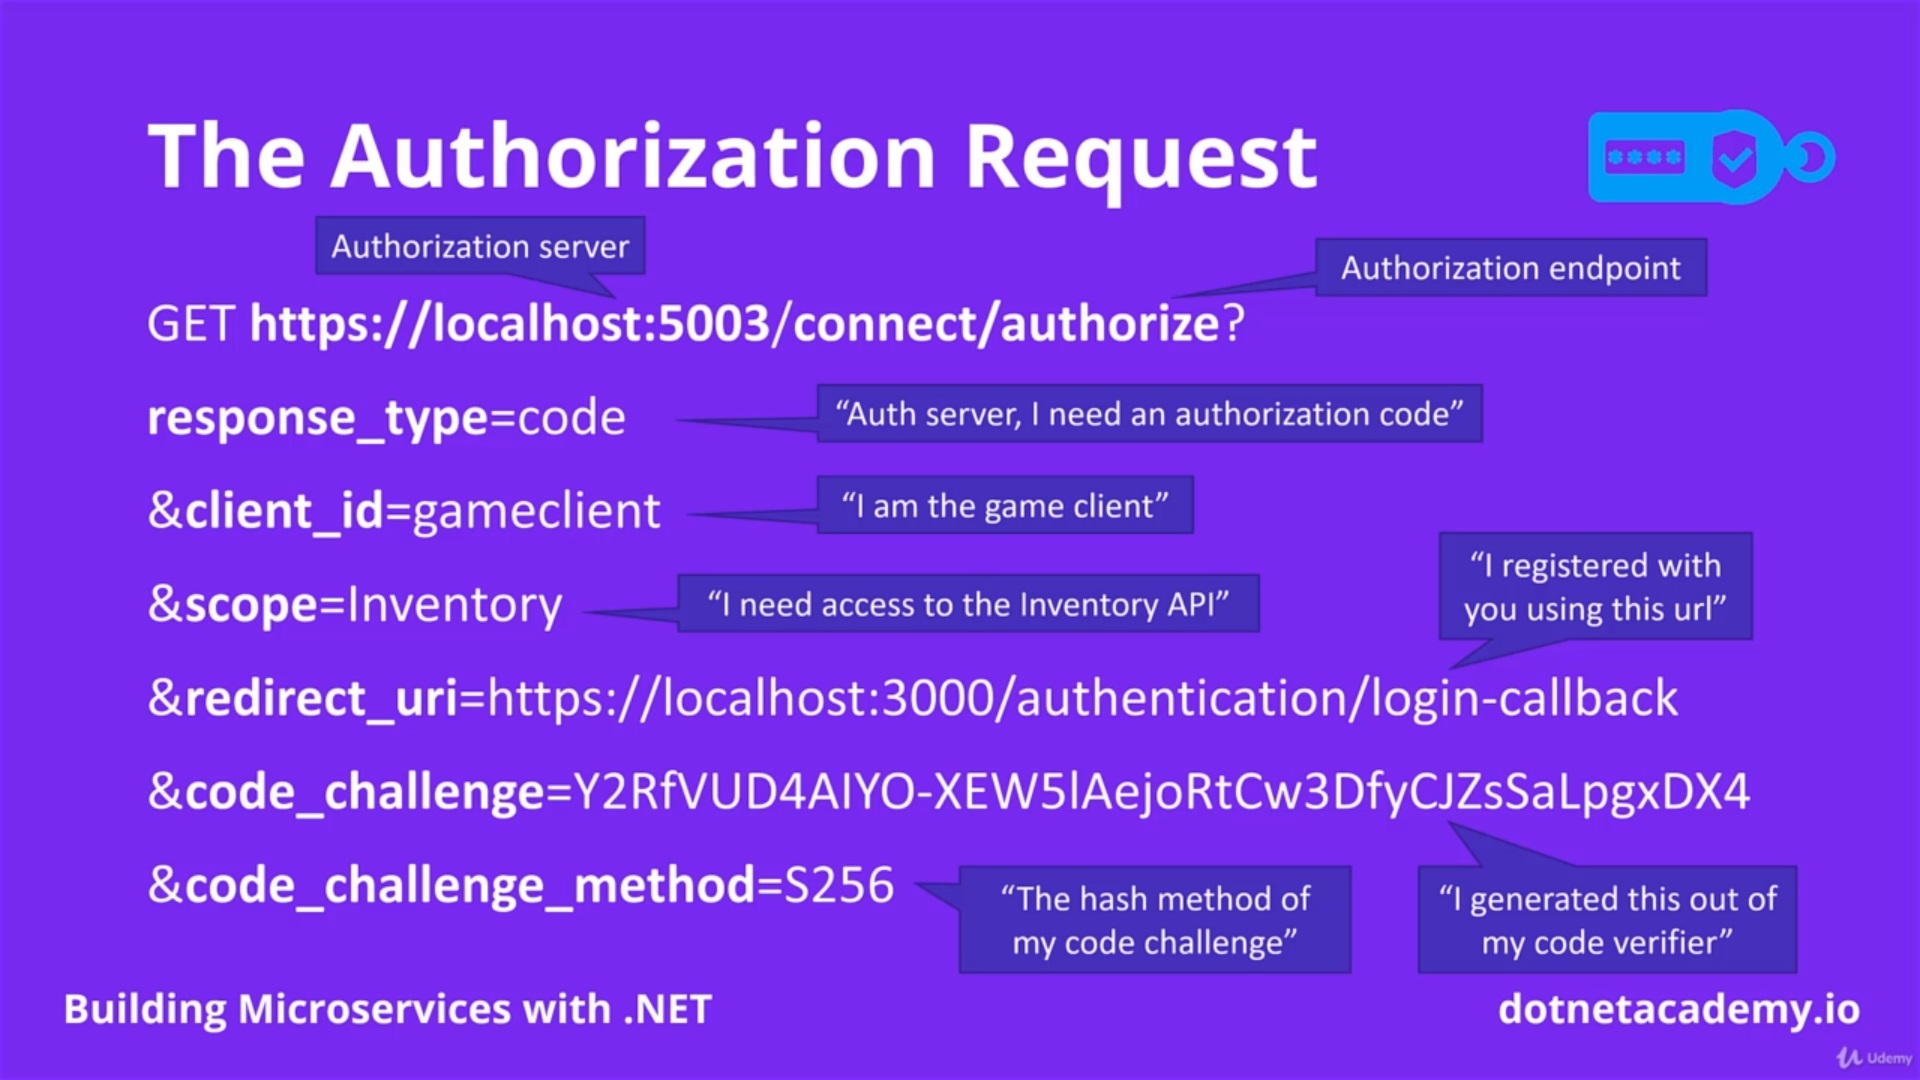 The Authorization Request
****
Authorization server
Authorization endpoint
GET https://localhost:5003/connect/authorize?
response_type=code
“Auth server, I need an authorization code”
&client_id=gameclient
“I am the game client”
&scope=Inventory
“I need access to the Inventory API”
“I registered with
you using this url”
&redirect_uri=https://localhost:3000/authentication/login-callback
&code_challenge=Y2RfVUD4AIYO-XEW5lAejoRtCw3DfyCJZsSaLpgxDX4
&code_challenge_method=S256
“The hash method of
my code challenge”
“I generated this out of
my code verifier”
Building Microservices with .NET
dotnetacademy.io
Udemy